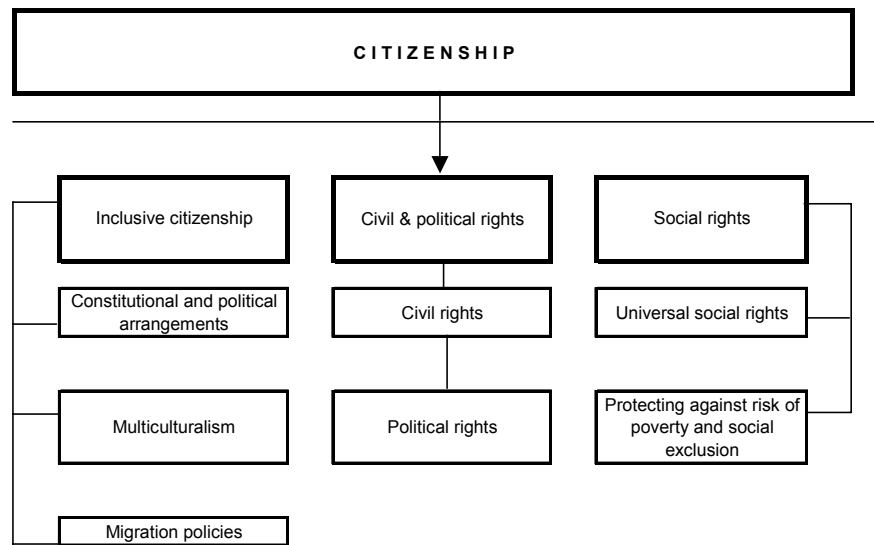 CITIZENSHIP
Inclusive citizenship
Civil & political rights
Social rights
Constitutional and political
arrangements
Civil rights
Universal social rights
Multiculturalism
Political rights
Protecting against risk of
poverty and social
exclusion
Migration policies